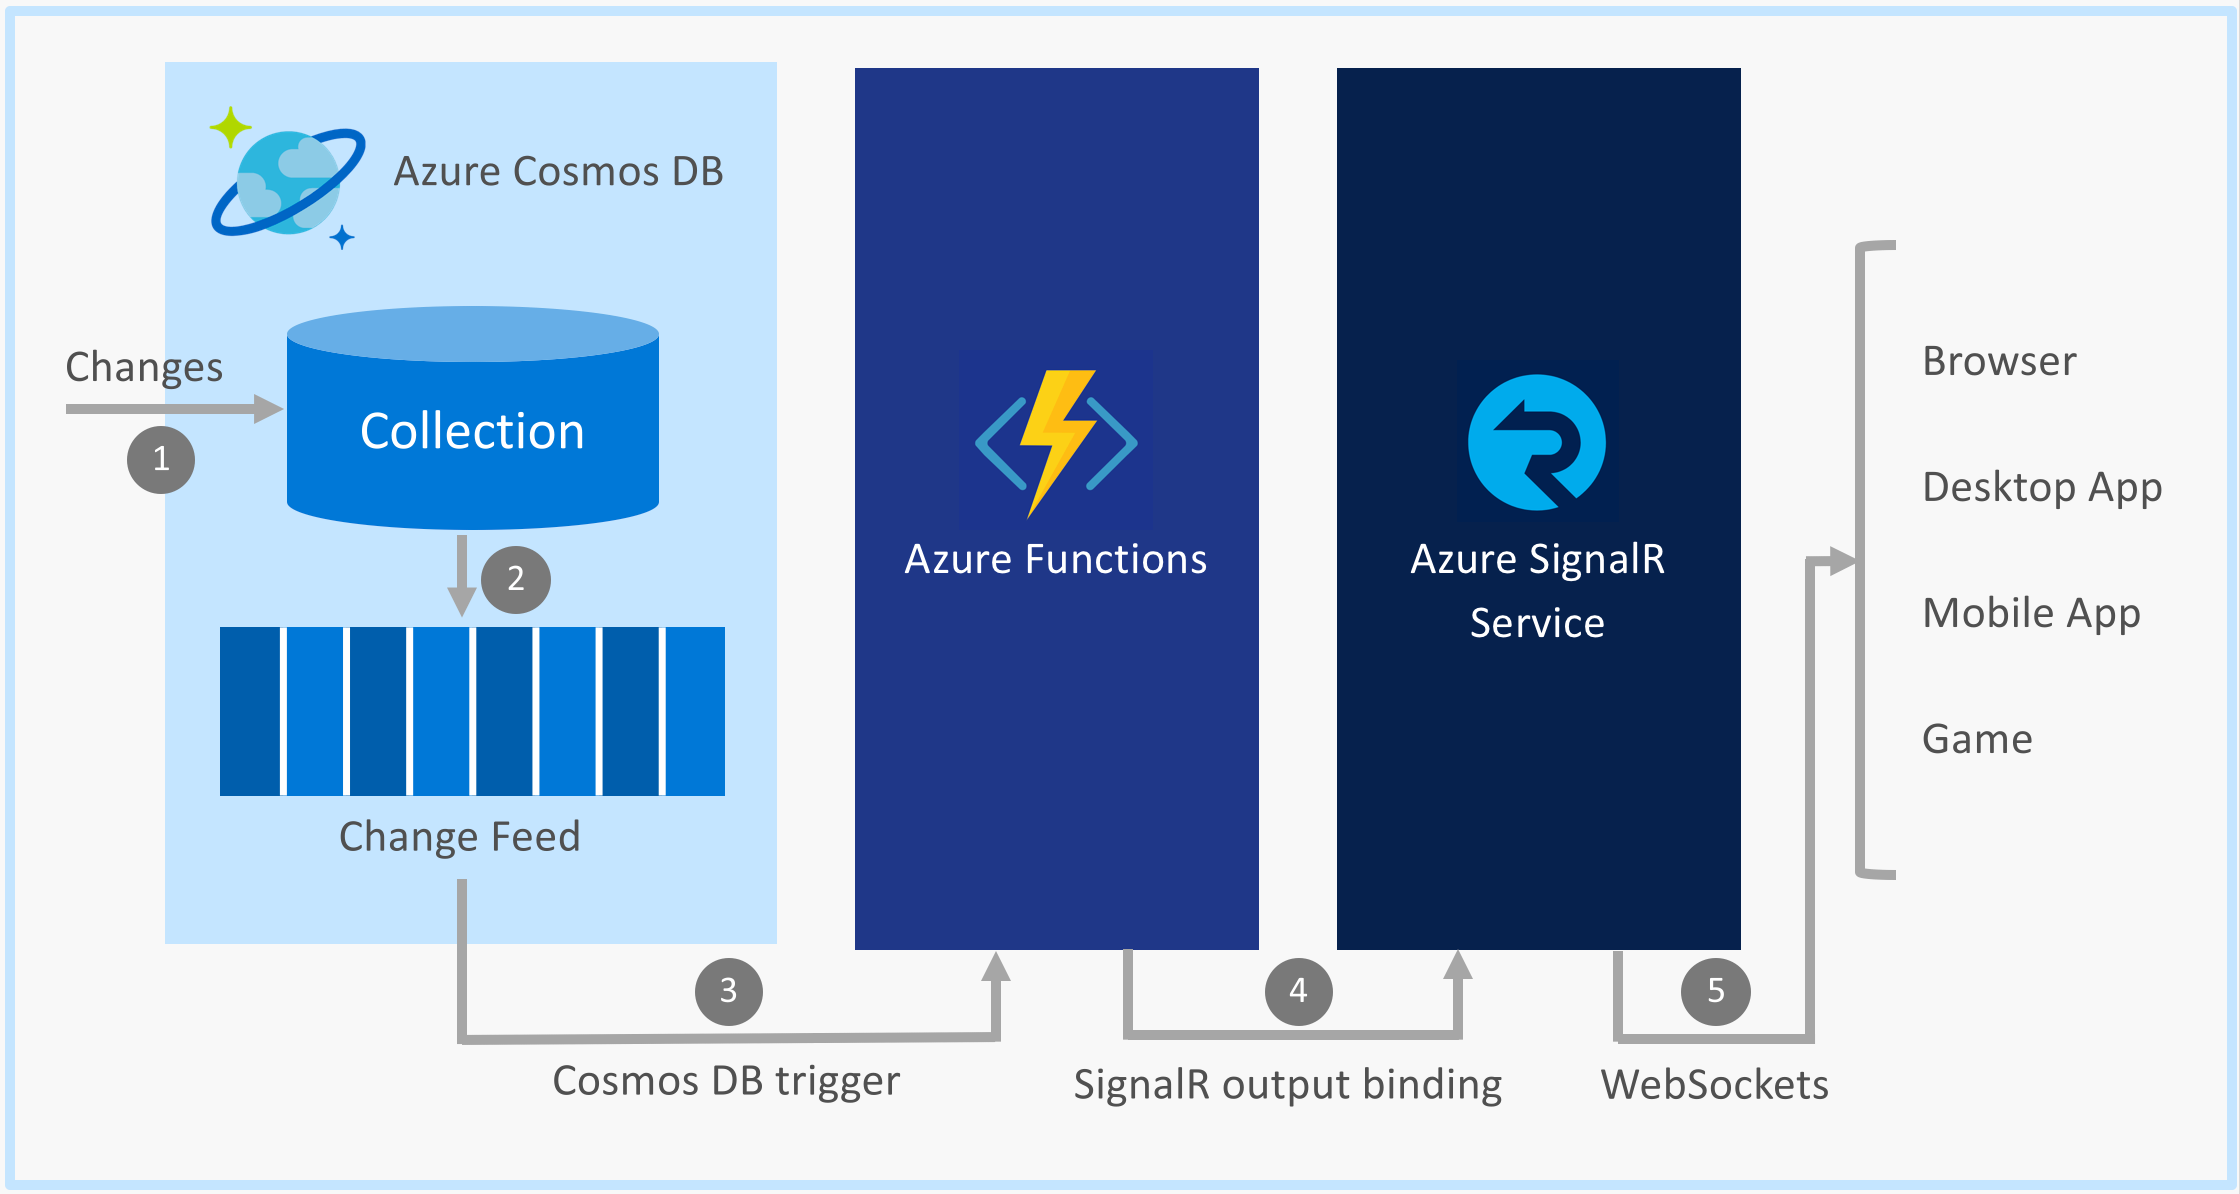 Azure Cosmos DB
Changes
1
Collection
2
Change Feed
3
Cosmos DB trigger
Azure Functions
4
SignalR output binding
Azure SignalR
Service
5
WebSockets
Browser
Desktop App
Mobile App
Game